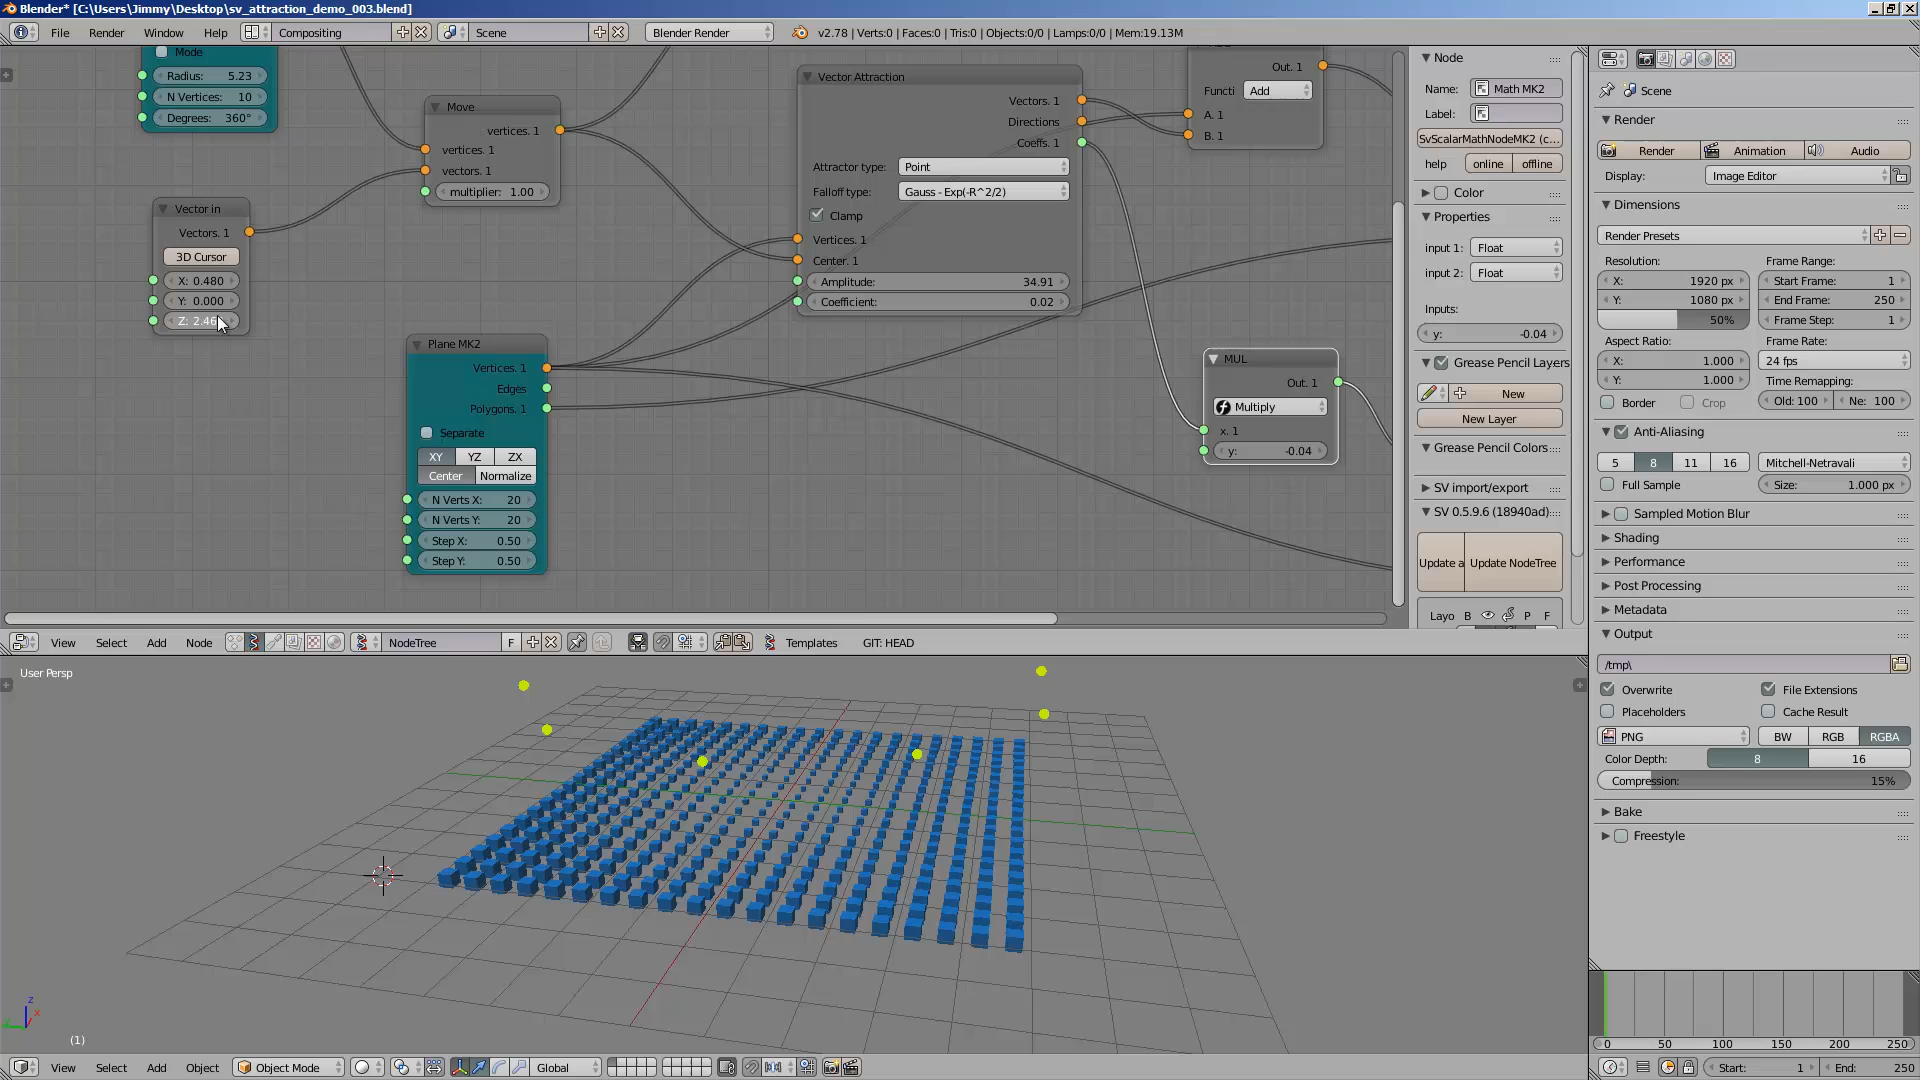 Blender* [C:\Users\Jimmy\Desktop\sv_attraction_demo_003.blend]
File Render Window Help Compositing Scene Blender Render v2.78 | Verts:0 | Faces:0 | Tris:0 | Objects:0/0 | Lamps:0/0 | Mem:19.13M
Mode
Radius: 5.23
N Vertices: 10
Degrees: 360°
Move
vertices. 1
vertices. 1
vectors. 1
multiplier: 1.00
Vector in
Vectors. 1
3D Cursor
X: 0.480
Y: 0.000
Z: 2.46
Plane MK2
Vertices. 1
Edges
Polygons. 1
Separate
XY YZ ZX
Center Normalize
N Verts X: 20
N Verts Y: 20
Step X: 0.50
Step Y: 0.50
Vector Attraction
Vectors. 1
Directions
Coeffs. 1
Attractor type: Point
Falloff type: Gauss - Exp(-R^2/2)
Clamp
Vertices. 1
Center. 1
Amplitude: 34.91
Coefficient: 0.02
Out. 1
Functi Add
A. 1
B. 1
MUL
Out. 1
Multiply
x. 1
y: -0.04
Node
Name: Math MK2
Label:
SvScalarMathNodeMK2 (c...
help online offline
Color
Properties
input 1: Float
input 2: Float
Inputs:
y: -0.04
Grease Pencil Layers
New
New Layer
Grease Pencil Colors
SV import/export
SV 0.5.9.6 (18940ad)
Update a Update NodeTree
Layo B P F
Scene
Render
Render Animation Audio
Display: Image Editor
Dimensions
Render Presets
Resolution: Frame Range:
X: 1920 px Start Frame: 1
Y: 1080 px End Frame: 250
50% Frame Step: 1
Aspect Ratio: Frame Rate:
X: 1.000 24 fps
Y: 1.000 Time Remapping:
Border Crop Old: 100 Ne: 100
Anti-Aliasing
5 8 11 16 Mitchell-Netravali
Full Sample Size: 1.000 px
Sampled Motion Blur
Shading
Performance
Post Processing
Metadata
Output
/tmp\
Overwrite File Extensions
Placeholders Cache Result
PNG BW RGB RGBA
Color Depth: 8 16
Compression: 15%
Bake
Freestyle
View Select Add Node NodeTree F Templates GIT: HEAD
User Persp
z
x
y
(1)
View Select Add Object Object Mode Global
0 50 100 150 200 250
Start: 1 End: 250